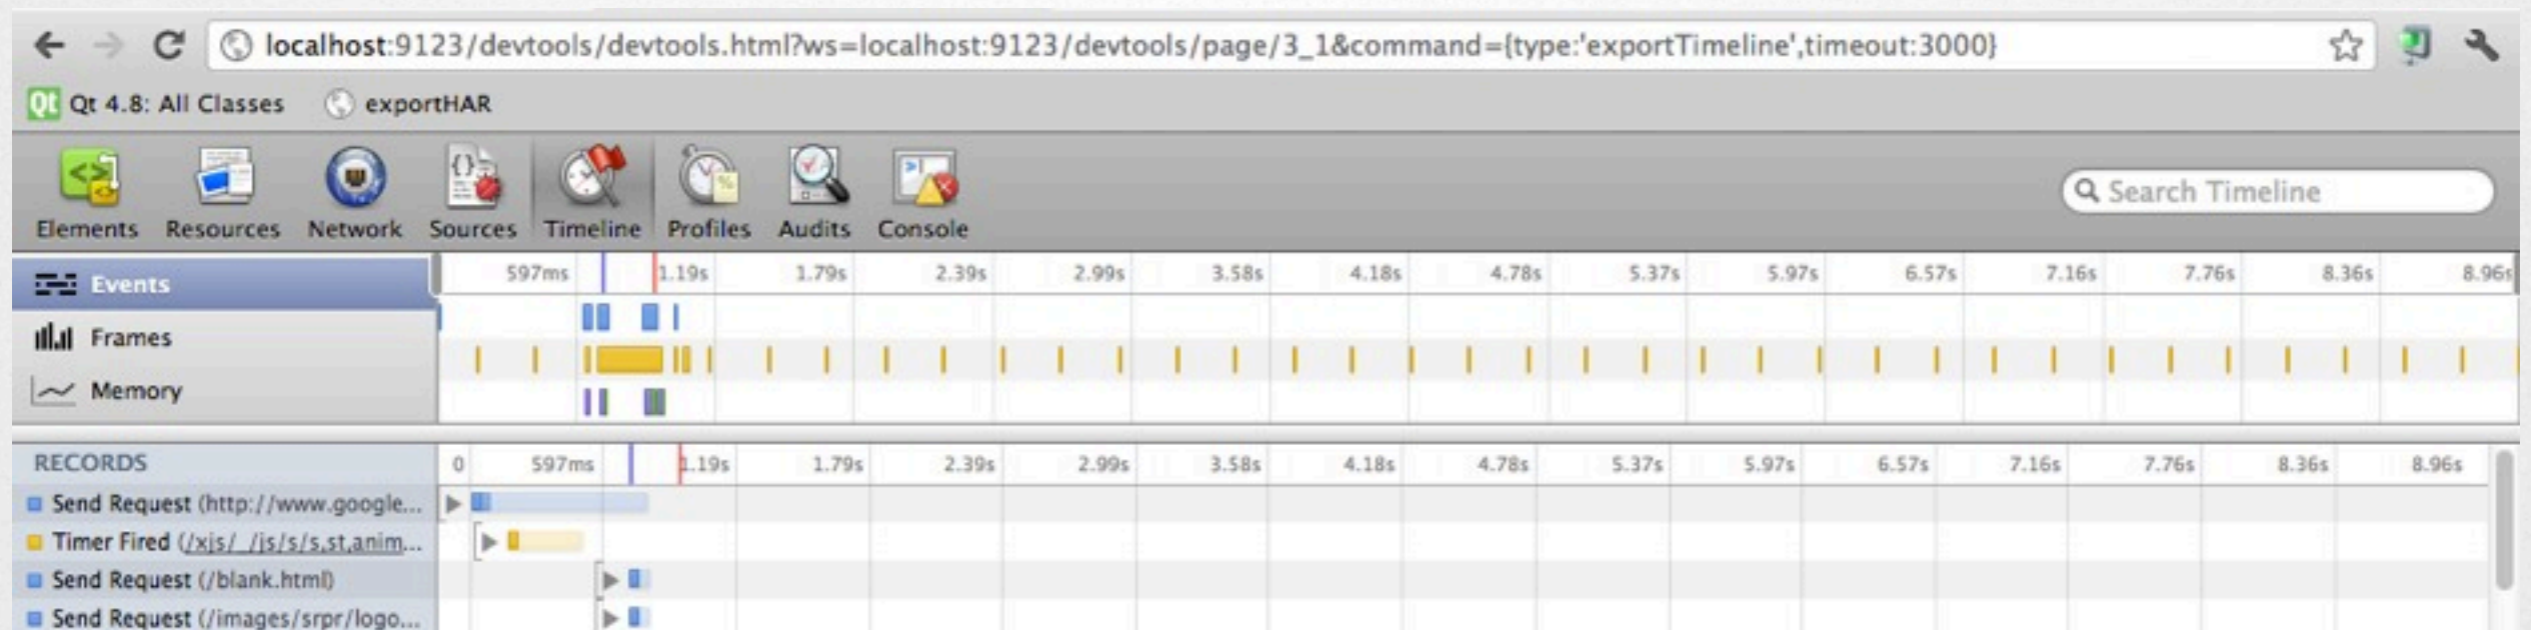 localhost:9123/devtools/devtools.html?ws=localhost:9123/devtools/page/3_1&command={type:'exportTimeline',timeout:3000}
Qt Qt 4.8: All Classes exportHAR
Elements Resources Network Sources Timeline Profiles Audits Console Search Timeline
Events 597ms 1.19s 1.79s 2.39s 2.99s 3.58s 4.18s 4.78s 5.37s 5.97s 6.57s 7.16s 7.76s 8.36s 8.96s
Frames
Memory
RECORDS 0 597ms 1.19s 1.79s 2.39s 2.99s 3.58s 4.18s 4.78s 5.37s 5.97s 6.57s 7.16s 7.76s 8.36s 8.96s
Send Request (http://www.google...
Timer Fired (/xjs/_/js/s/s,st,anim...
Send Request (/blank.html)
Send Request (/images/srpr/logo...